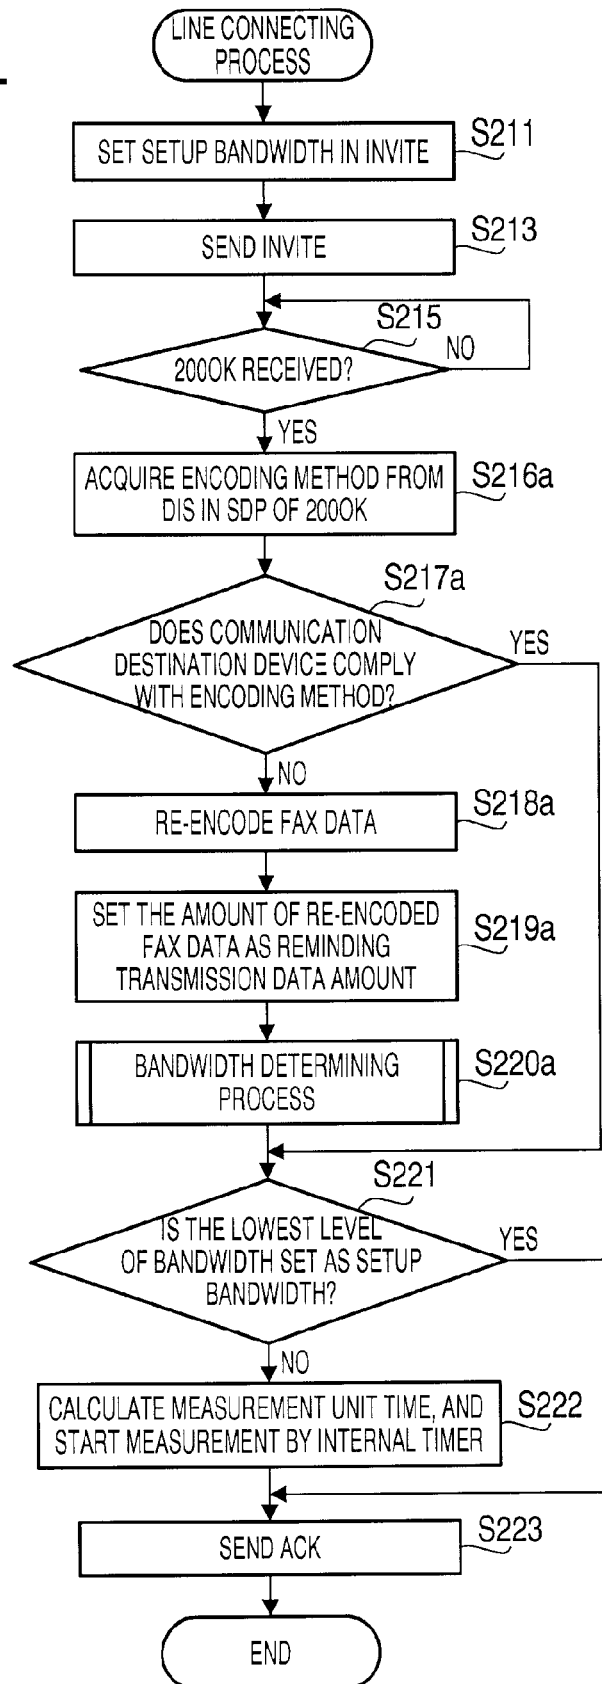 LINE CONNECTING
PROCESS
S211
SET SETUP BANDWIDTH IN INVITE
S213
SEND INVITE
S215
200OK RECEIVED?
NO
YES
S216a
ACQUIRE ENCODING METHOD FROM
DIS IN SDP OF 200OK
S217a
DOES COMMUNICATION
DESTINATION DEVICE COMPLY
WITH ENCODING METHOD?
YES
NO
S218a
RE-ENCODE FAX DATA
S219a
SET THE AMOUNT OF RE-ENCODED
FAX DATA AS REMINDING
TRANSMISSION DATA AMOUNT
S220a
BANDWIDTH DETERMINING
PROCESS
S221
IS THE LOWEST LEVEL
OF BANDWIDTH SET AS SETUP
BANDWIDTH?
YES
NO
S222
CALCULATE MEASUREMENT UNIT TIME, AND
START MEASUREMENT BY INTERNAL TIMER
S223
SEND ACK
END